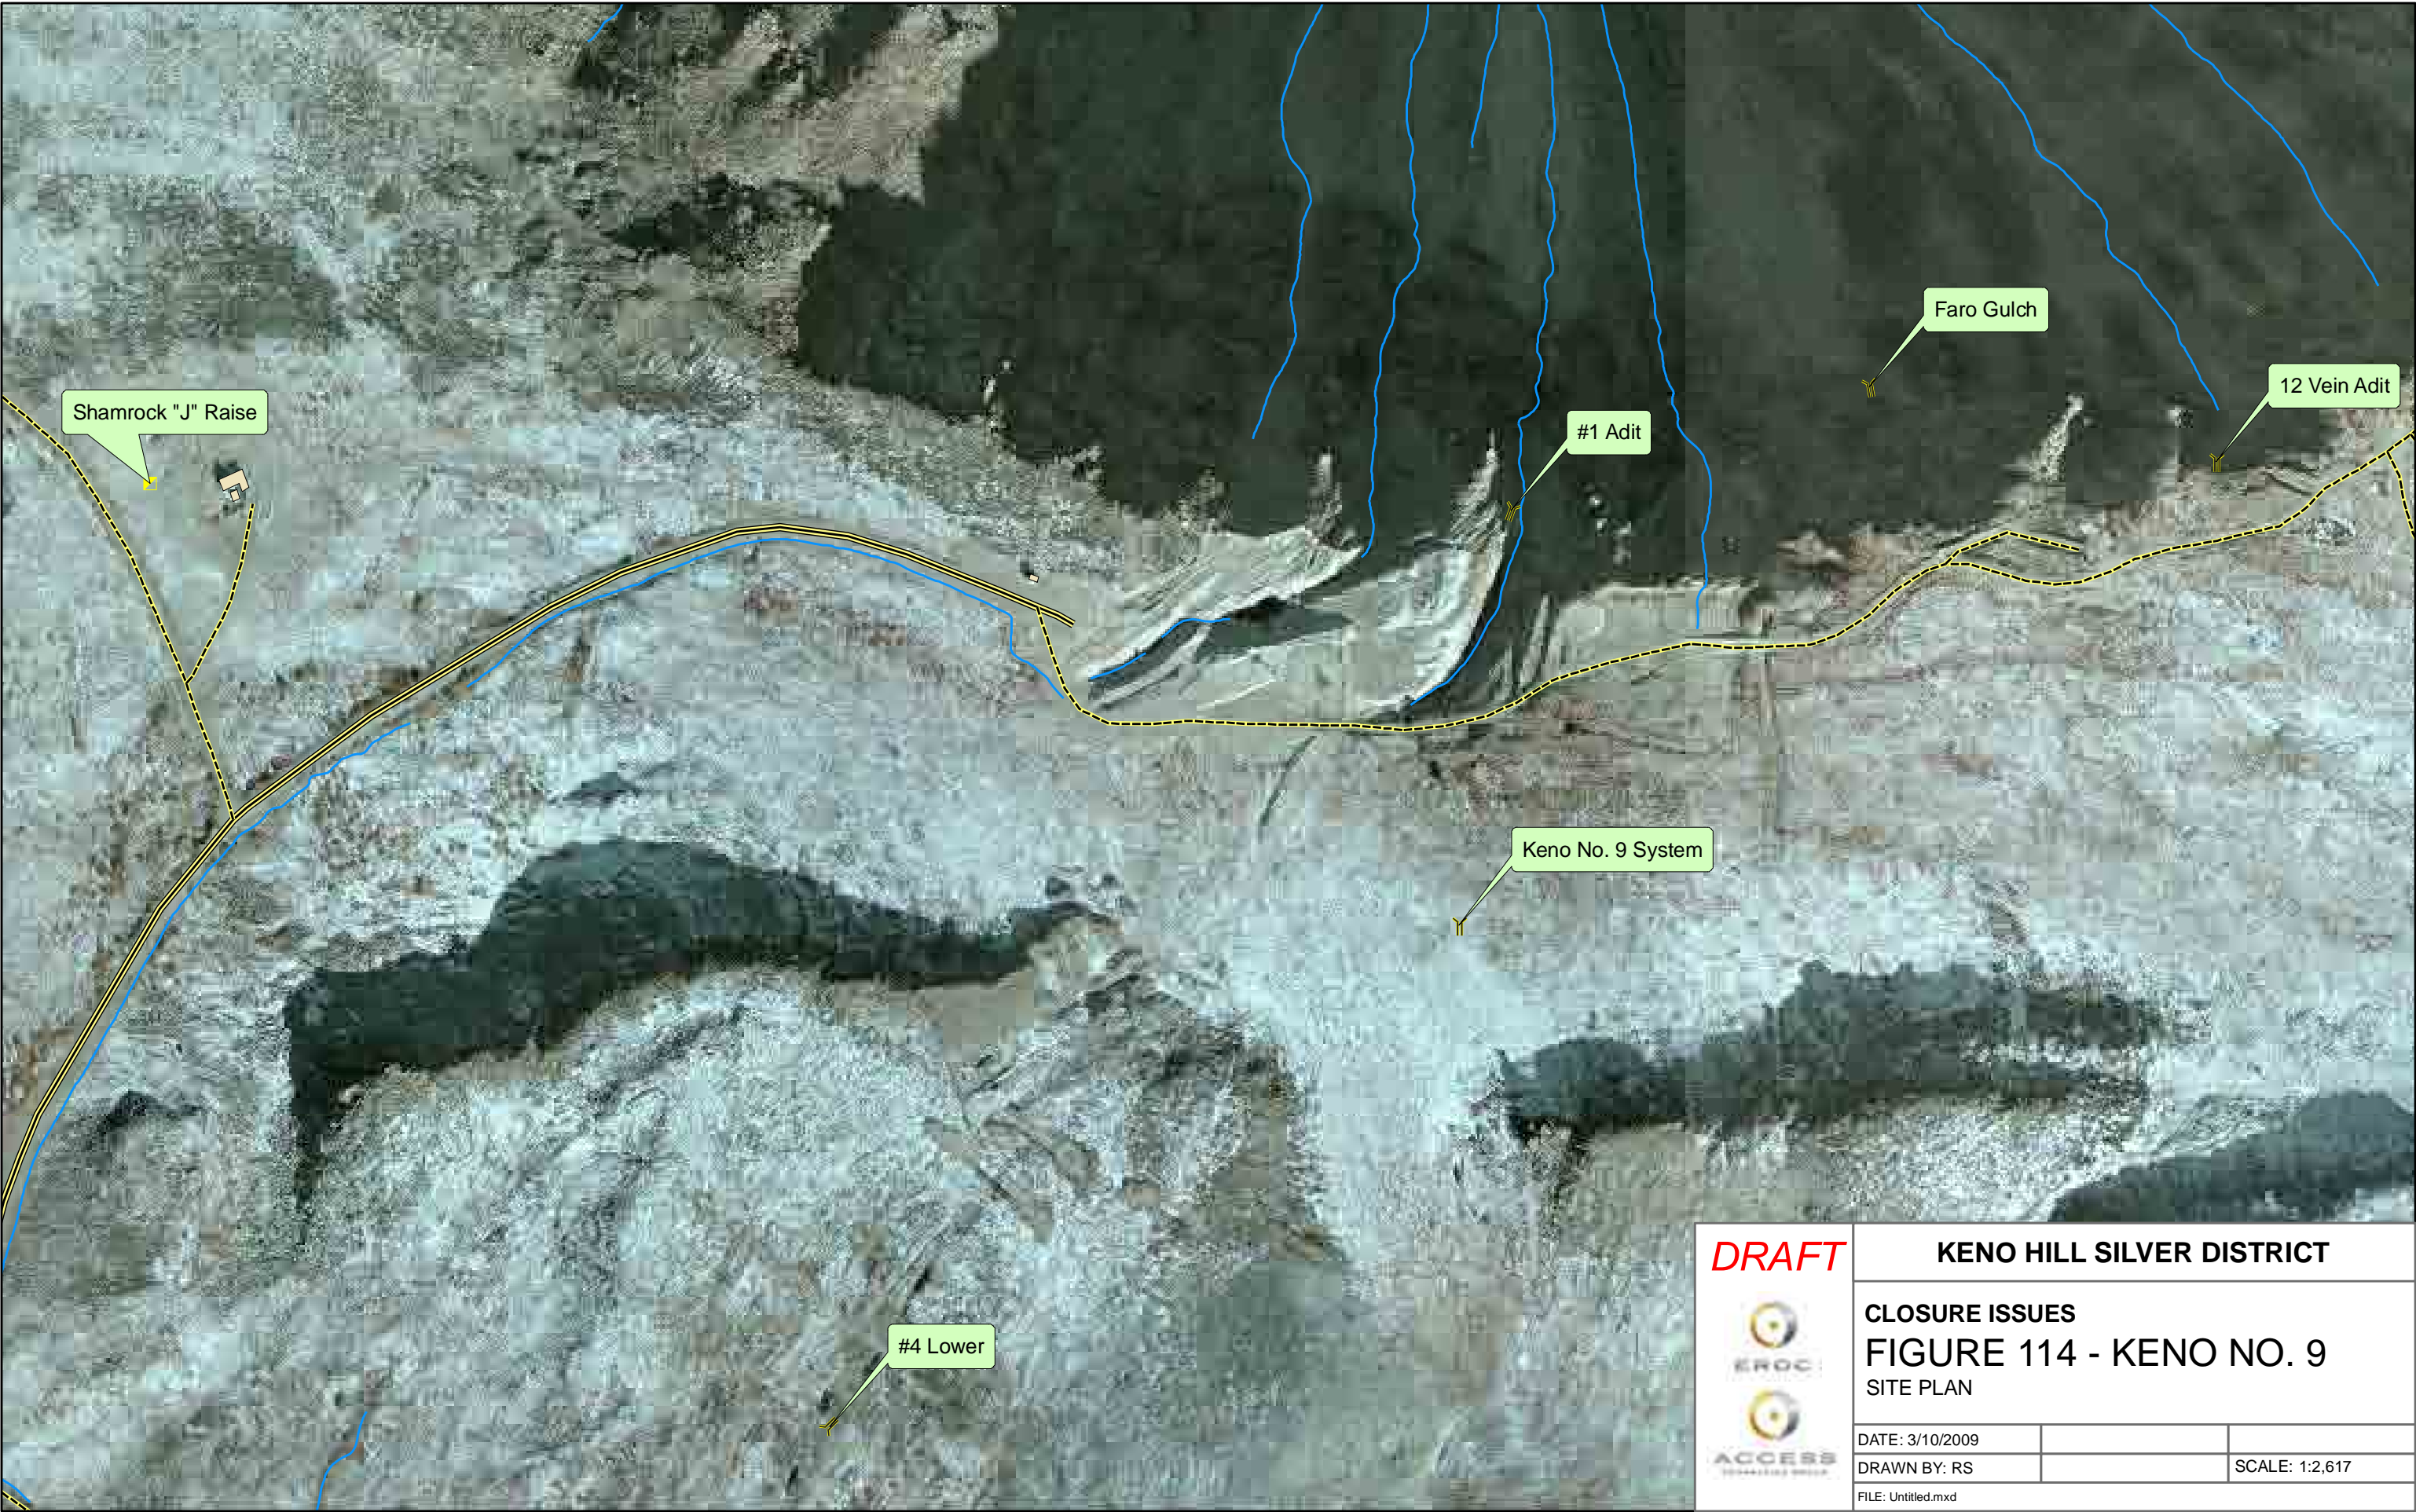 Faro Gulch
12 Vein Adit
Shamrock "J" Raise
#1 Adit
Keno No. 9 System
#4 Lower
DRAFT
KENO HILL SILVER DISTRICT
CLOSURE ISSUES
FIGURE 114 - KENO NO. 9
SITE PLAN
EROC
ACCESS
DATE: 3/10/2009
DRAWN BY: RS
SCALE: 1:2,617
FILE: Untitled.mxd